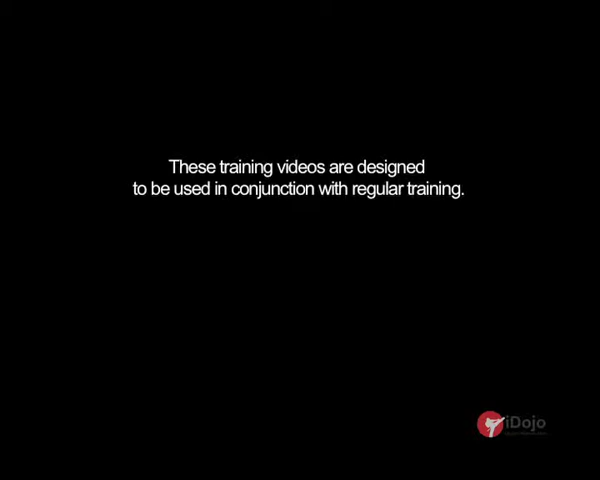 These training videos are designed
to be used in conjunction with regular training.
iDojo